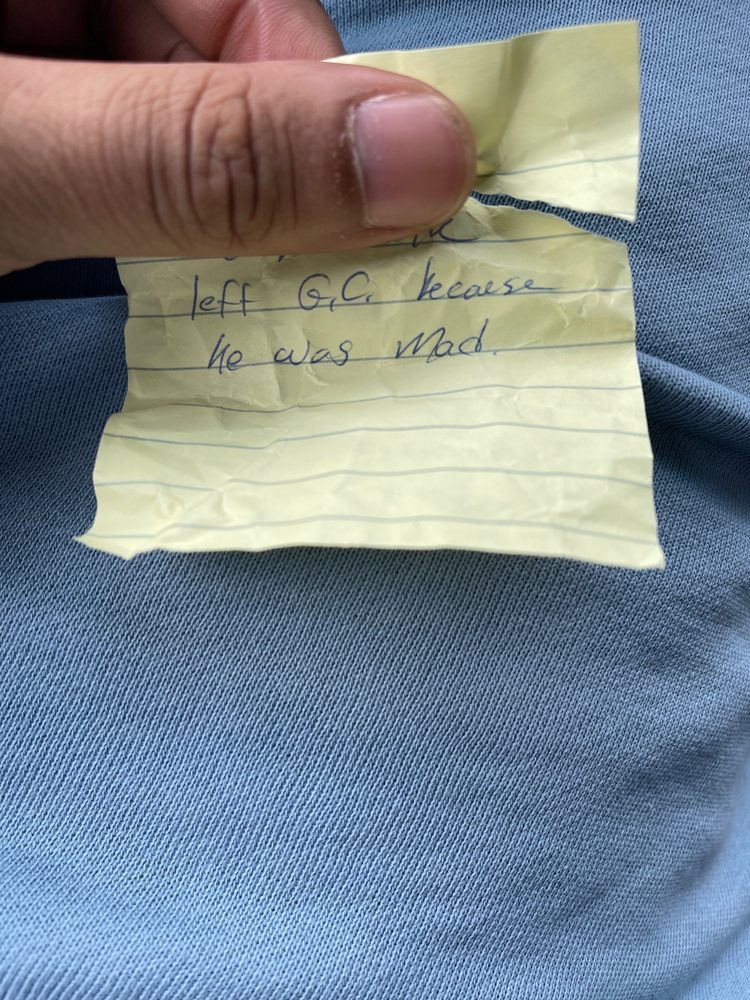 left G.C. because
he was Mad.